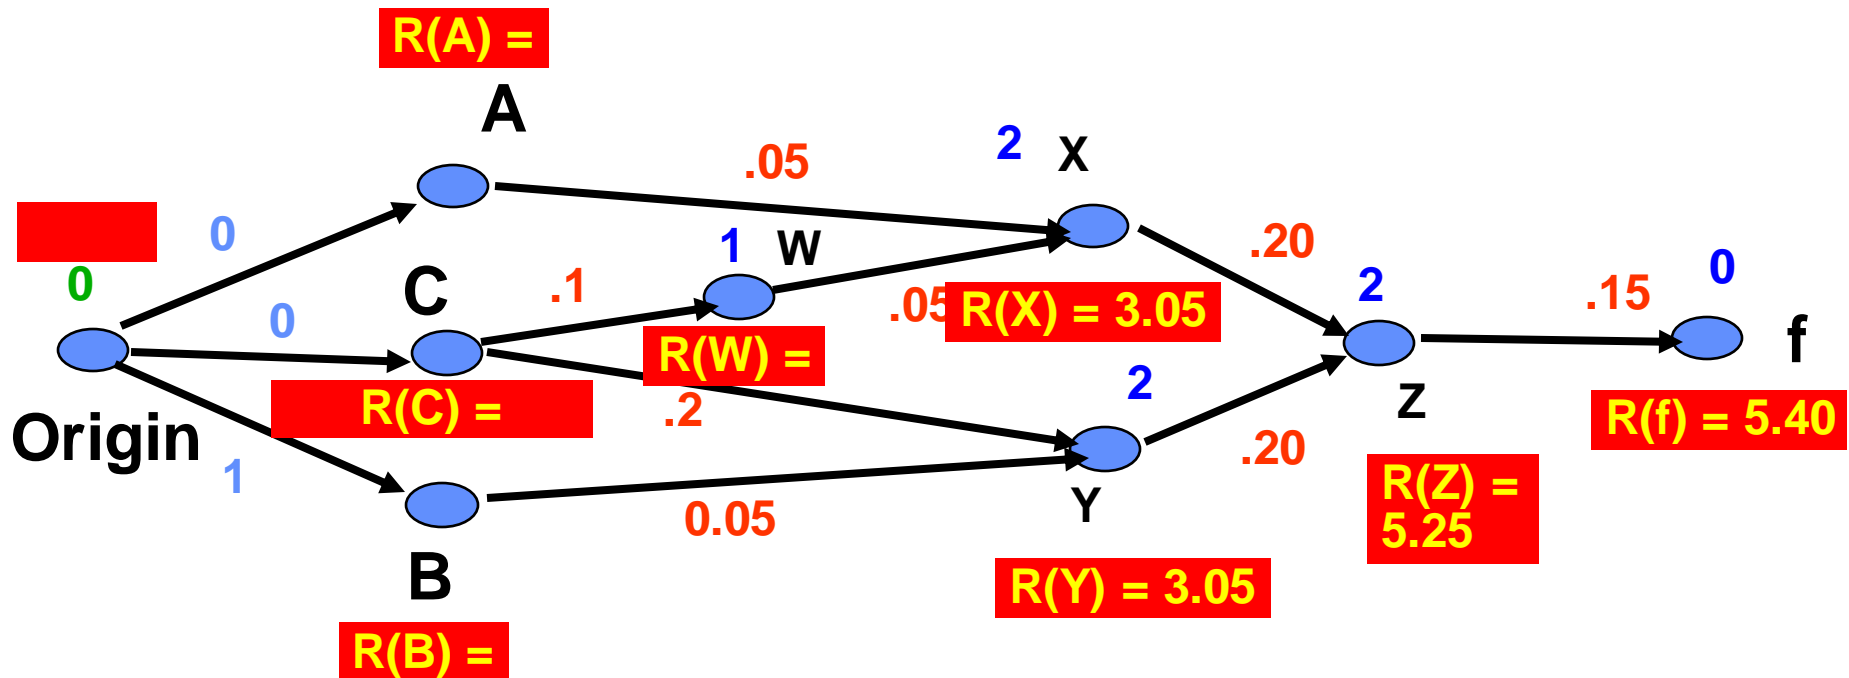 R(A) =
A
.05
2
X
0
1
W
.20
0
0
C
.1
2
0
.05
R(X) = 3.05
.15
f
Origin
R(C) =
R(W) =
.2
2
Z
R(f) = 5.40
1
0.05
Y
.20
R(Z) =
5.25
B
R(Y) = 3.05
R(B) =